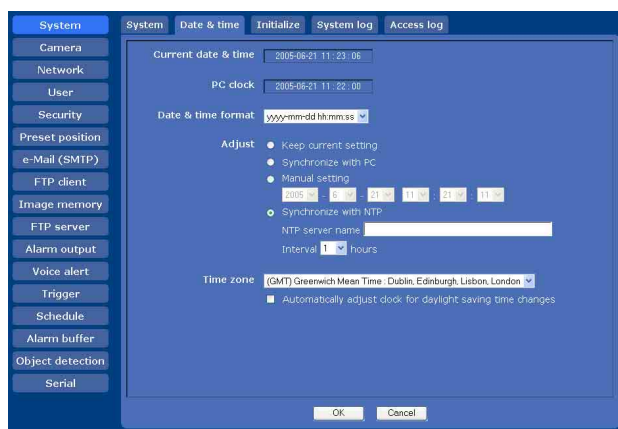 System
Camera
Network
User
Security
Preset position
e-Mail (SMTP)
FTP client
Image memory
FTP server
Alarm output
Voice alert
Trigger
Schedule
Alarm buffer
Object detection
Serial
System Date & time Initialize System log Access log
Current date & time 2005-06-21 11:23:06
PC clock 2005-06-21 11:22:00
Date & time format yyyy-mm-dd hh:mm:ss
Adjust Keep current setting
Synchronize with PC
Manual setting
2005 - 6 - 21 11 : 21 : 11
Synchronize with NTP
NTP server name
Interval 1 hours
Time zone (GMT) Greenwich Mean Time : Dublin, Edinburgh, Lisbon, London
Automatically adjust clock for daylight saving time changes
OK Cancel